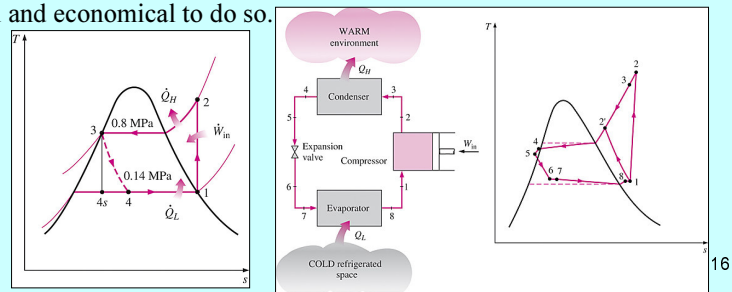 and economical to do so.
T
Q̇H
2
3
0.8 MPa
Ẇin
0.14 MPa
4s
4
Q̇L
1
s
WARM
environment
QH
Condenser
4
3
5
2
Expansion
valve
Compressor
Win
6
1
7
Evaporator
8
QL
COLD refrigerated
space
T
2
3
2'
4
5
6
7
8
1
s
16